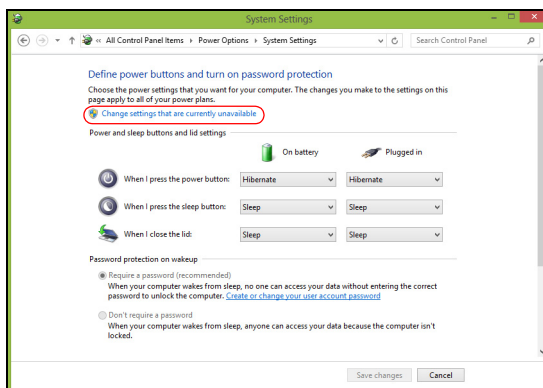 System Settings
« All Control Panel Items ▸ Power Options ▸ System Settings
Search Control Panel
Define power buttons and turn on password protection
Choose the power settings that you want for your computer. The changes you make to the settings on this
page apply to all of your power plans.
Change settings that are currently unavailable
Power and sleep buttons and lid settings
On battery Plugged in
When I press the power button: Hibernate Hibernate
When I press the sleep button: Sleep Sleep
When I close the lid: Sleep Sleep
Password protection on wakeup
Require a password (recommended)
When your computer wakes from sleep, no one can access your data without entering the correct
password to unlock the computer. Create or change your user account password
Don't require a password
When your computer wakes from sleep, anyone can access your data because the computer isn't
locked.
Save changes Cancel